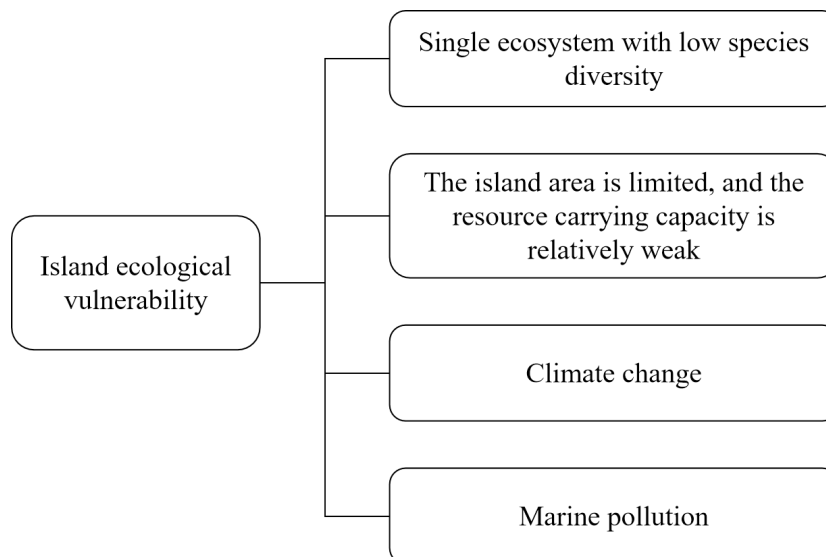 Single ecosystem with low species
diversity
The island area is limited, and the
resource carrying capacity is
relatively weak
Island ecological
vulnerability
Climate change
Marine pollution